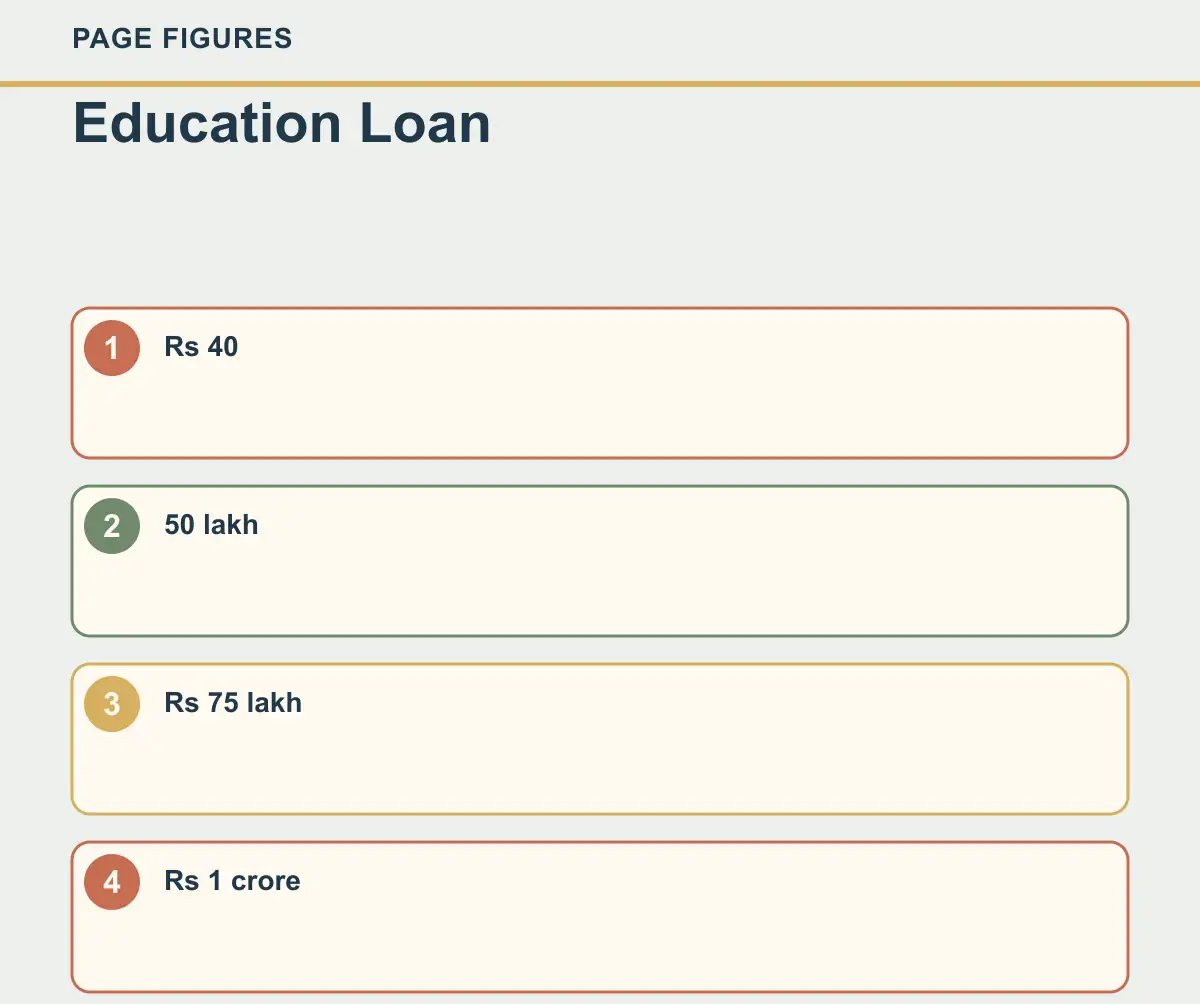 PAGE FIGURES
Education Loan
1 Rs 40
2 50 lakh
3 Rs 75 lakh
4 Rs 1 crore